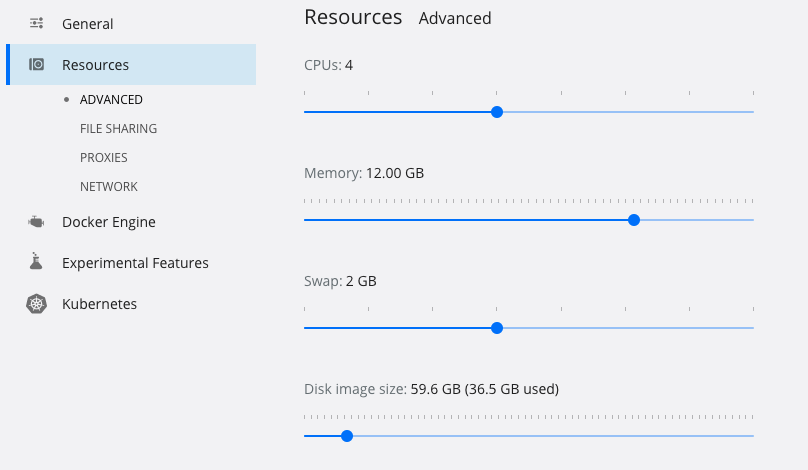 General
Resources
ADVANCED
FILE SHARING
PROXIES
NETWORK
Docker Engine
Experimental Features
Kubernetes
Resources Advanced
CPUs: 4
Memory: 12.00 GB
Swap: 2 GB
Disk image size: 59.6 GB (36.5 GB used)